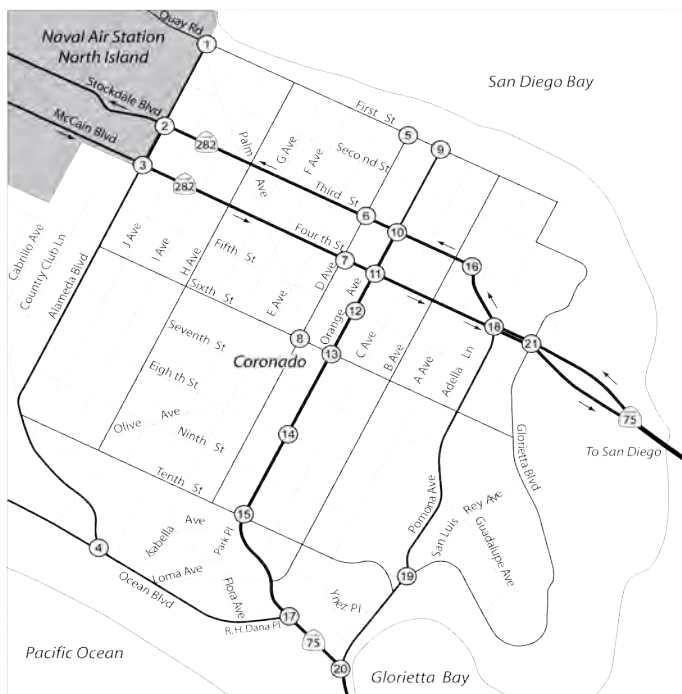 Quay Rd
Naval Air Station
North Island
1
San Diego Bay
Stockdale Blvd
McCain Blvd
2
282
3
282
First St
5
9
Palm
Ave
G Ave
F Ave
Second St
Third St
6
10
16
Cabrillo Ave
Country Club Ln
Alameda Blvd
J Ave
I Ave
H Ave
Fifth St
Fourth St
7
11
D Ave
Orange Ave
Sixth St
E Ave
12
18
21
Seventh St
8
13
Coronado
C Ave
B Ave
A Ave
Adella Ln
75
To San Diego
Eighth St
Olive Ave
Ninth St
14
Glorietta Blvd
Tenth St
15
Pomona Ave
San Luis Rey Ave
Guadalupe Ave
Isabella Ave
Park Pl
4
Loma Ave
Ocean Blvd
Flora Ave
Ynez Pl
19
R.H. Dana Pl
17
75
20
Pacific Ocean
Glorietta Bay